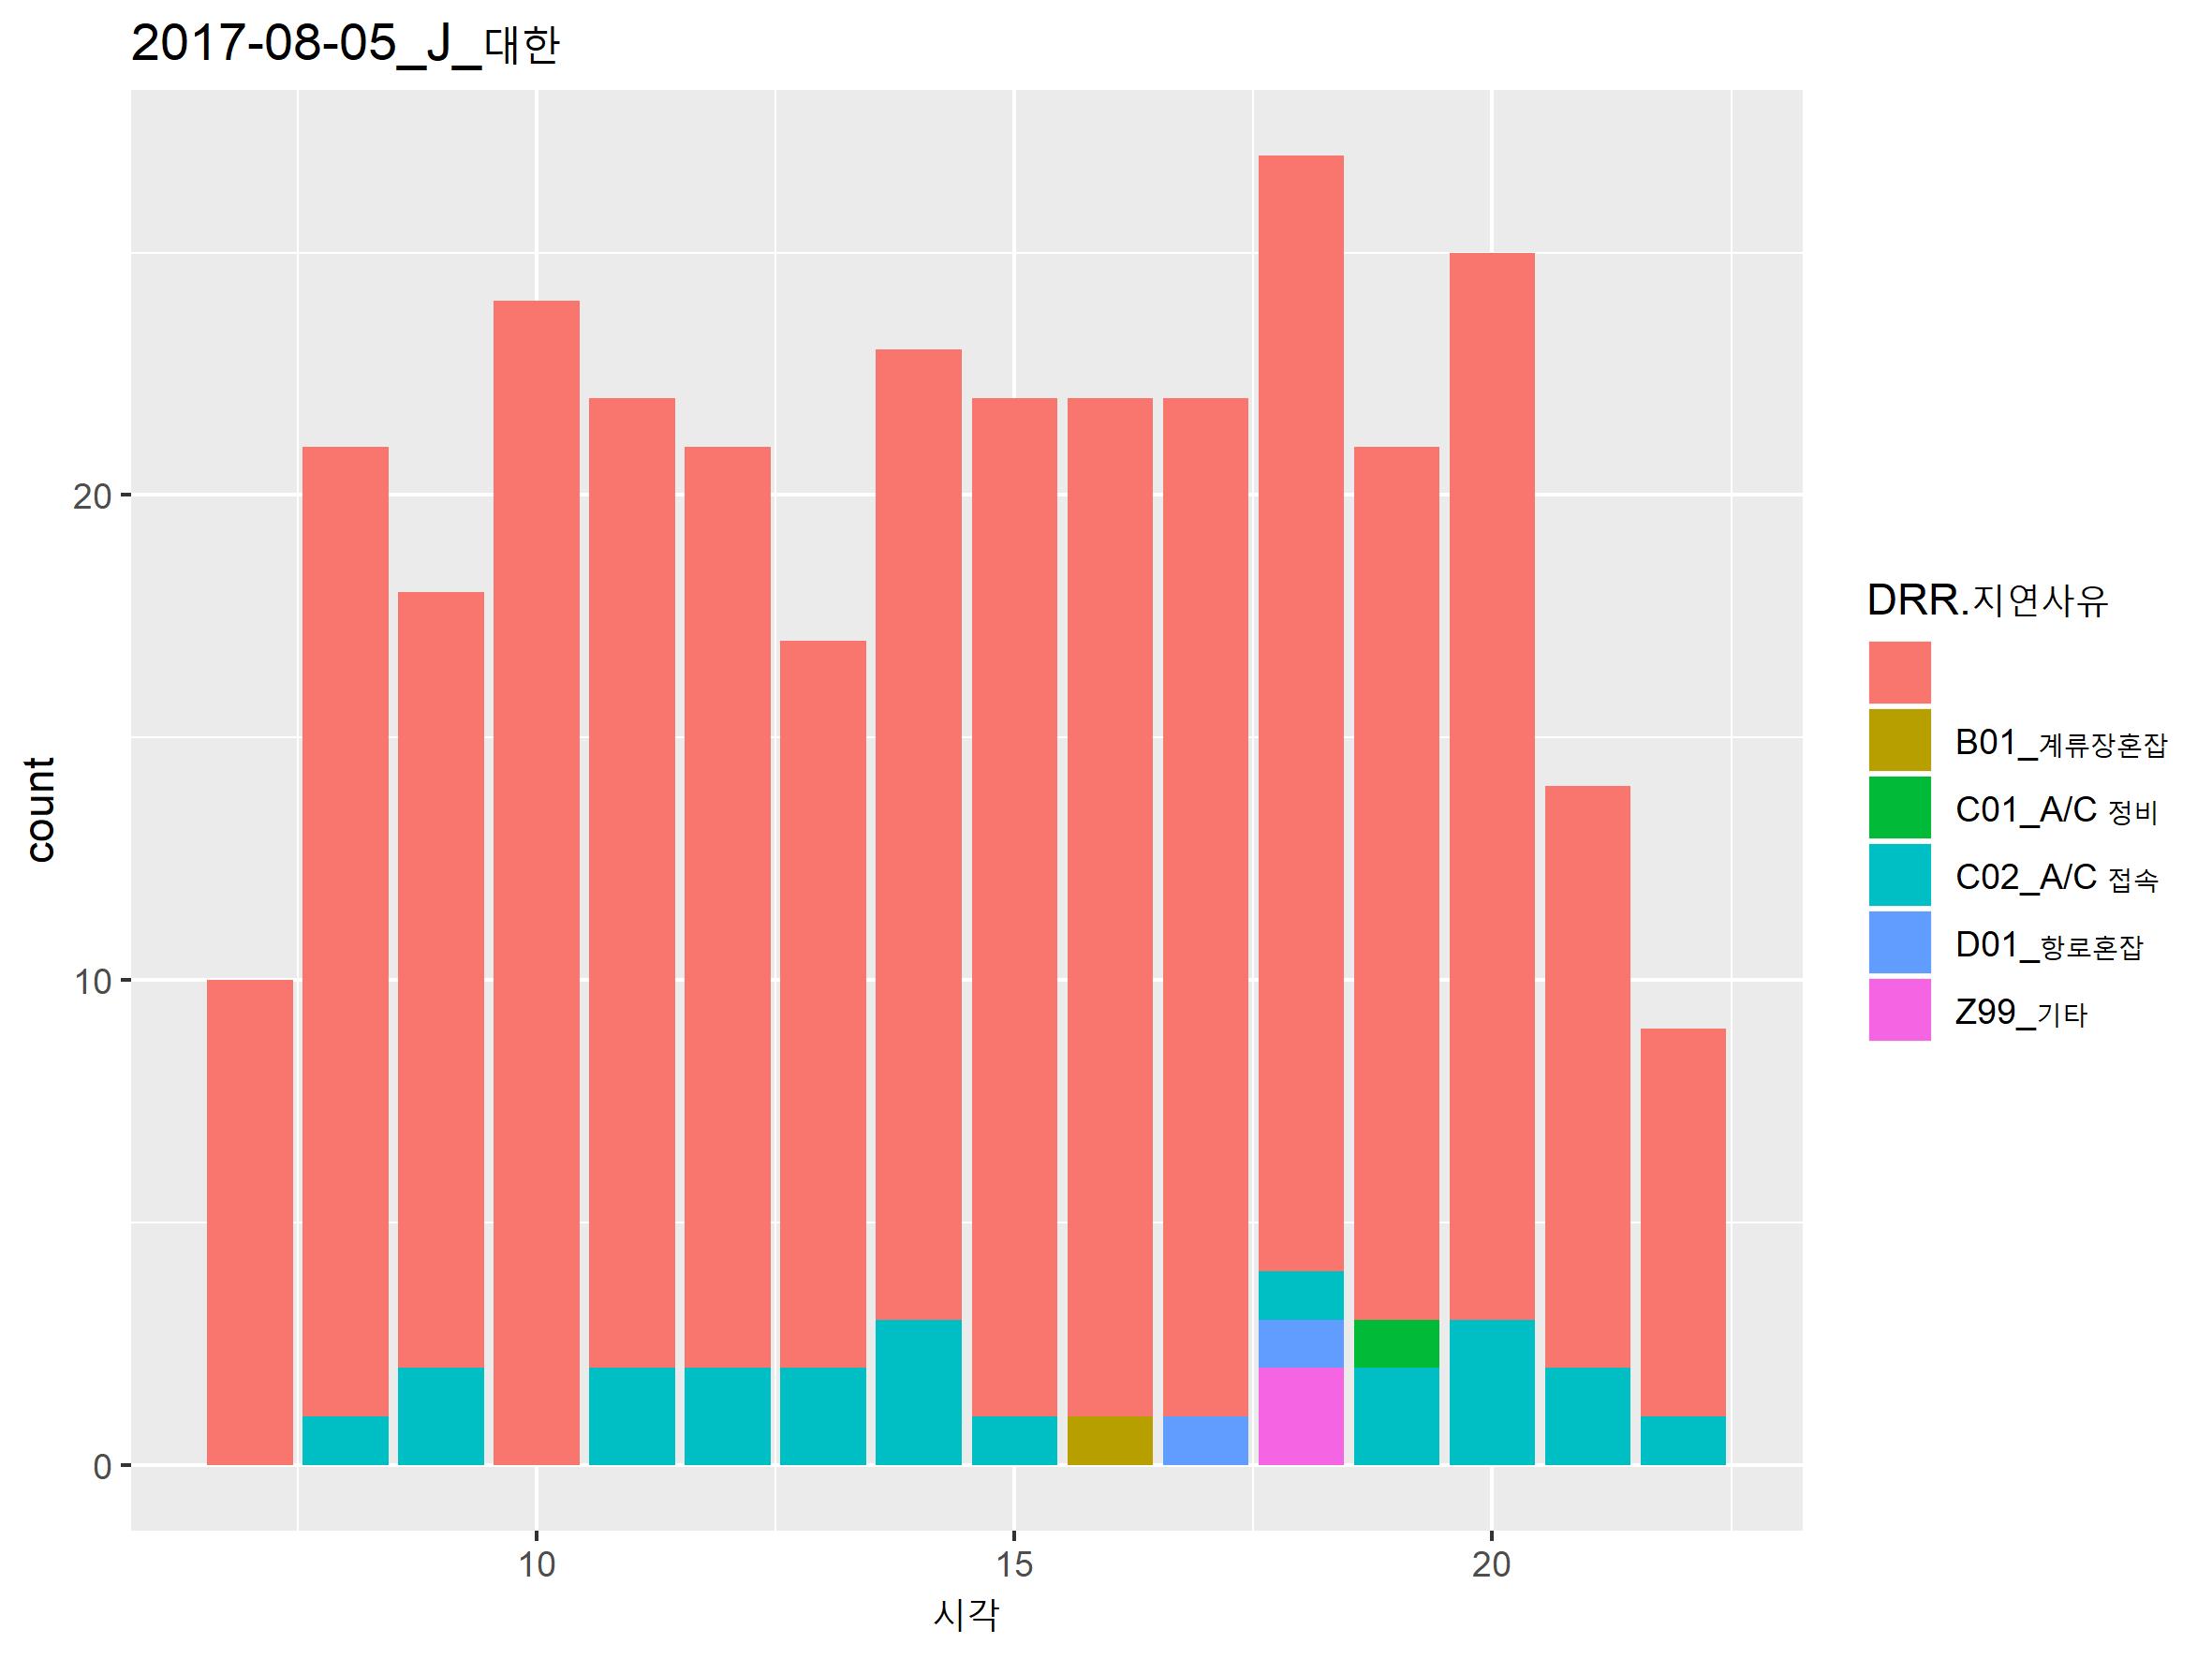 2017-08-05_J_대한
count
20
10
0
10 15 20
시각
DRR.지연사유
B01_계류장혼잡
C01_A/C 정비
C02_A/C 접속
D01_항로혼잡
Z99_기타